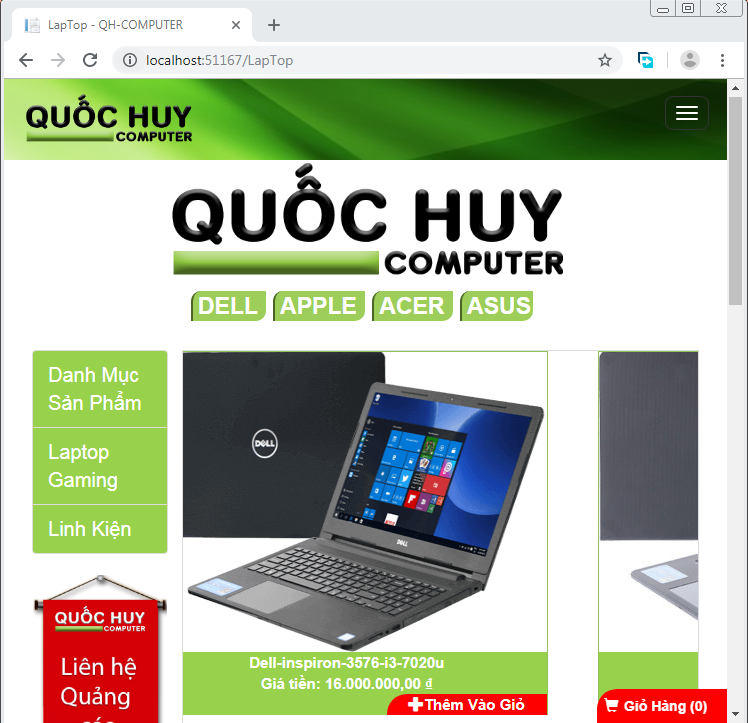 LapTop - QH-COMPUTER
localhost:51167/LapTop
QUỐC HUY
COMPUTER
QUỐC HUY
COMPUTER
DELL APPLE ACER ASUS
Danh Mục
Sản Phẩm
Laptop
Gaming
Linh Kiện
DELL
DELL
QUỐC HUY
COMPUTER
Liên hệ
Quảng
Dell-inspiron-3576-i3-7020u
Giá tiền: 16.000.000,00 ₫
Thêm Vào Giỏ
Giỏ Hàng (0)